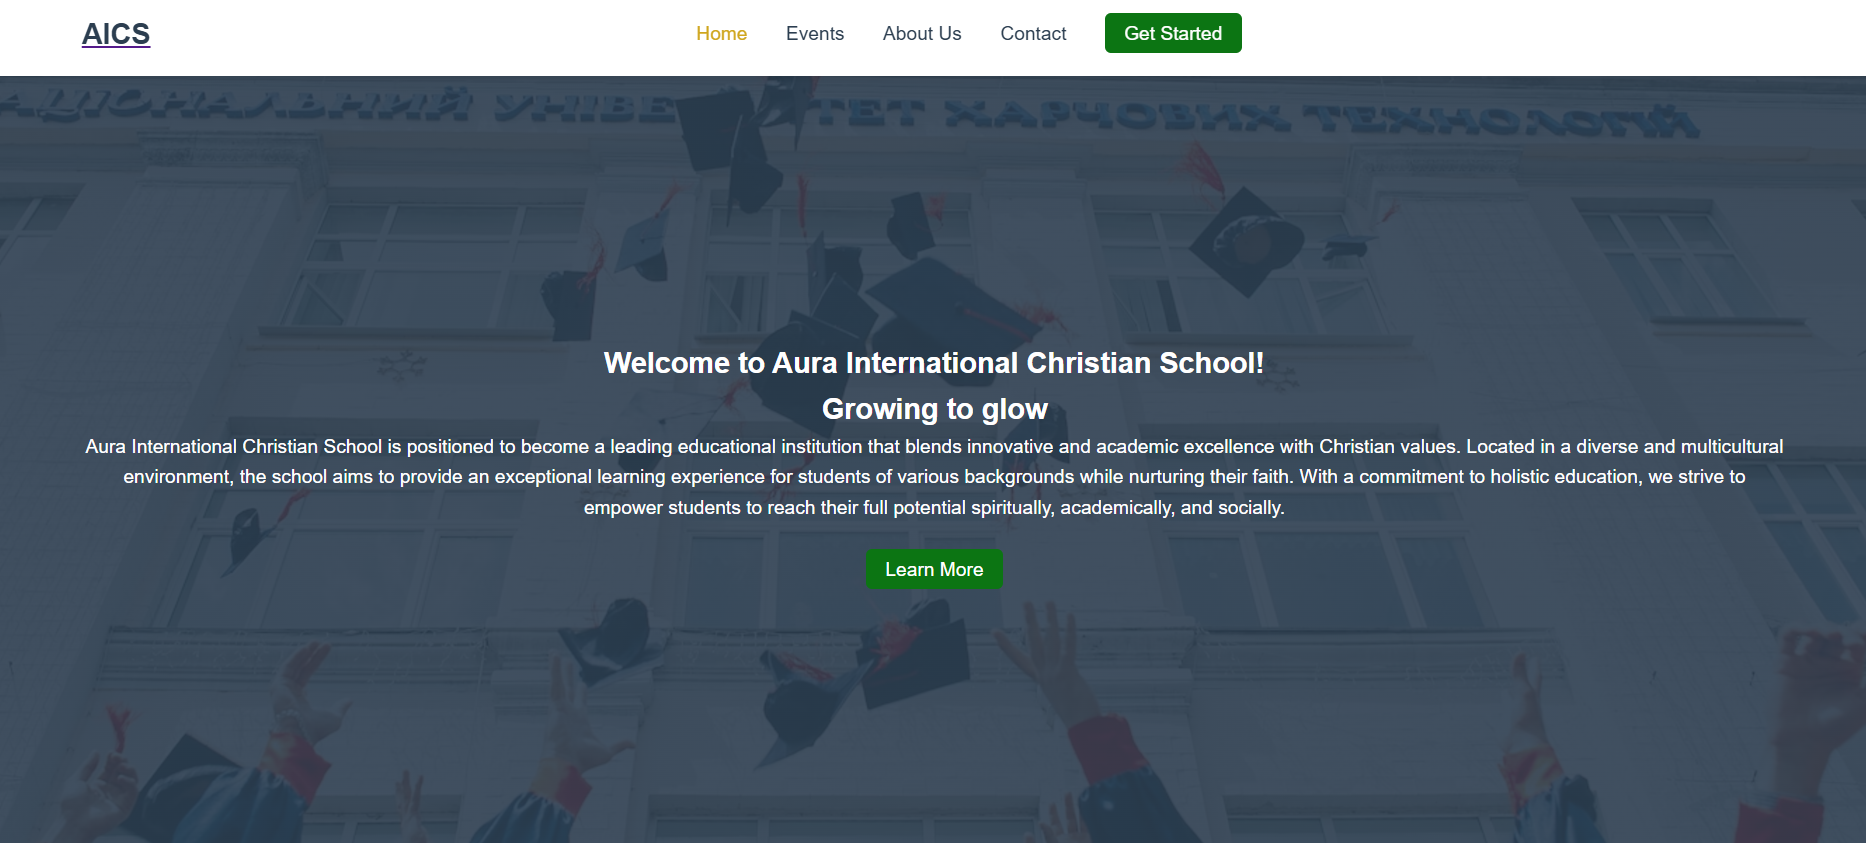 AICS
Home Events About Us Contact Get Started
АЦІОНАЛЬНИЙ УНІВЕ ТЕТ ХАРЧОВИХ ТЕХНОЛОГІЙ
Welcome to Aura International Christian School!
Growing to glow
Aura International Christian School is positioned to become a leading educational institution that blends innovative and academic excellence with Christian values. Located in a diverse and multicultural
environment, the school aims to provide an exceptional learning experience for students of various backgrounds while nurturing their faith. With a commitment to holistic education, we strive to
empower students to reach their full potential spiritually, academically, and socially.
Learn More